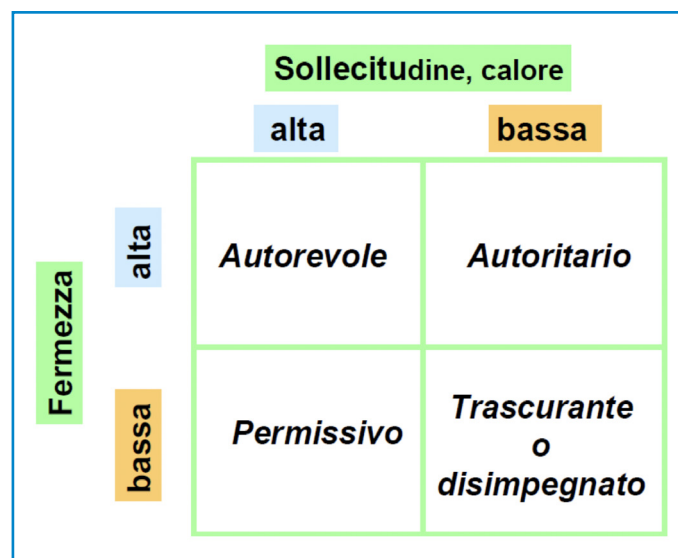 Sollecitudine, calore
alta
bassa
Fermezza
alta
Autorevole
Autoritario
bassa
Permissivo
Trascurante
o
disimpegnato